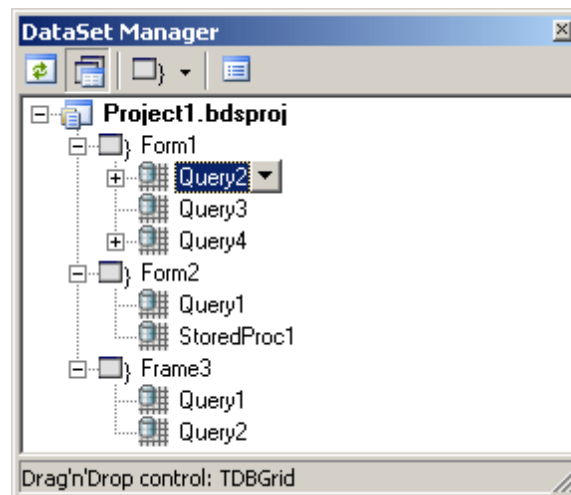 DataSet Manager
Project1.bdsproj
Form1
Query2
Query3
Query4
Form2
Query1
StoredProc1
Frame3
Query1
Query2
Drag'n'Drop control: TDBGrid